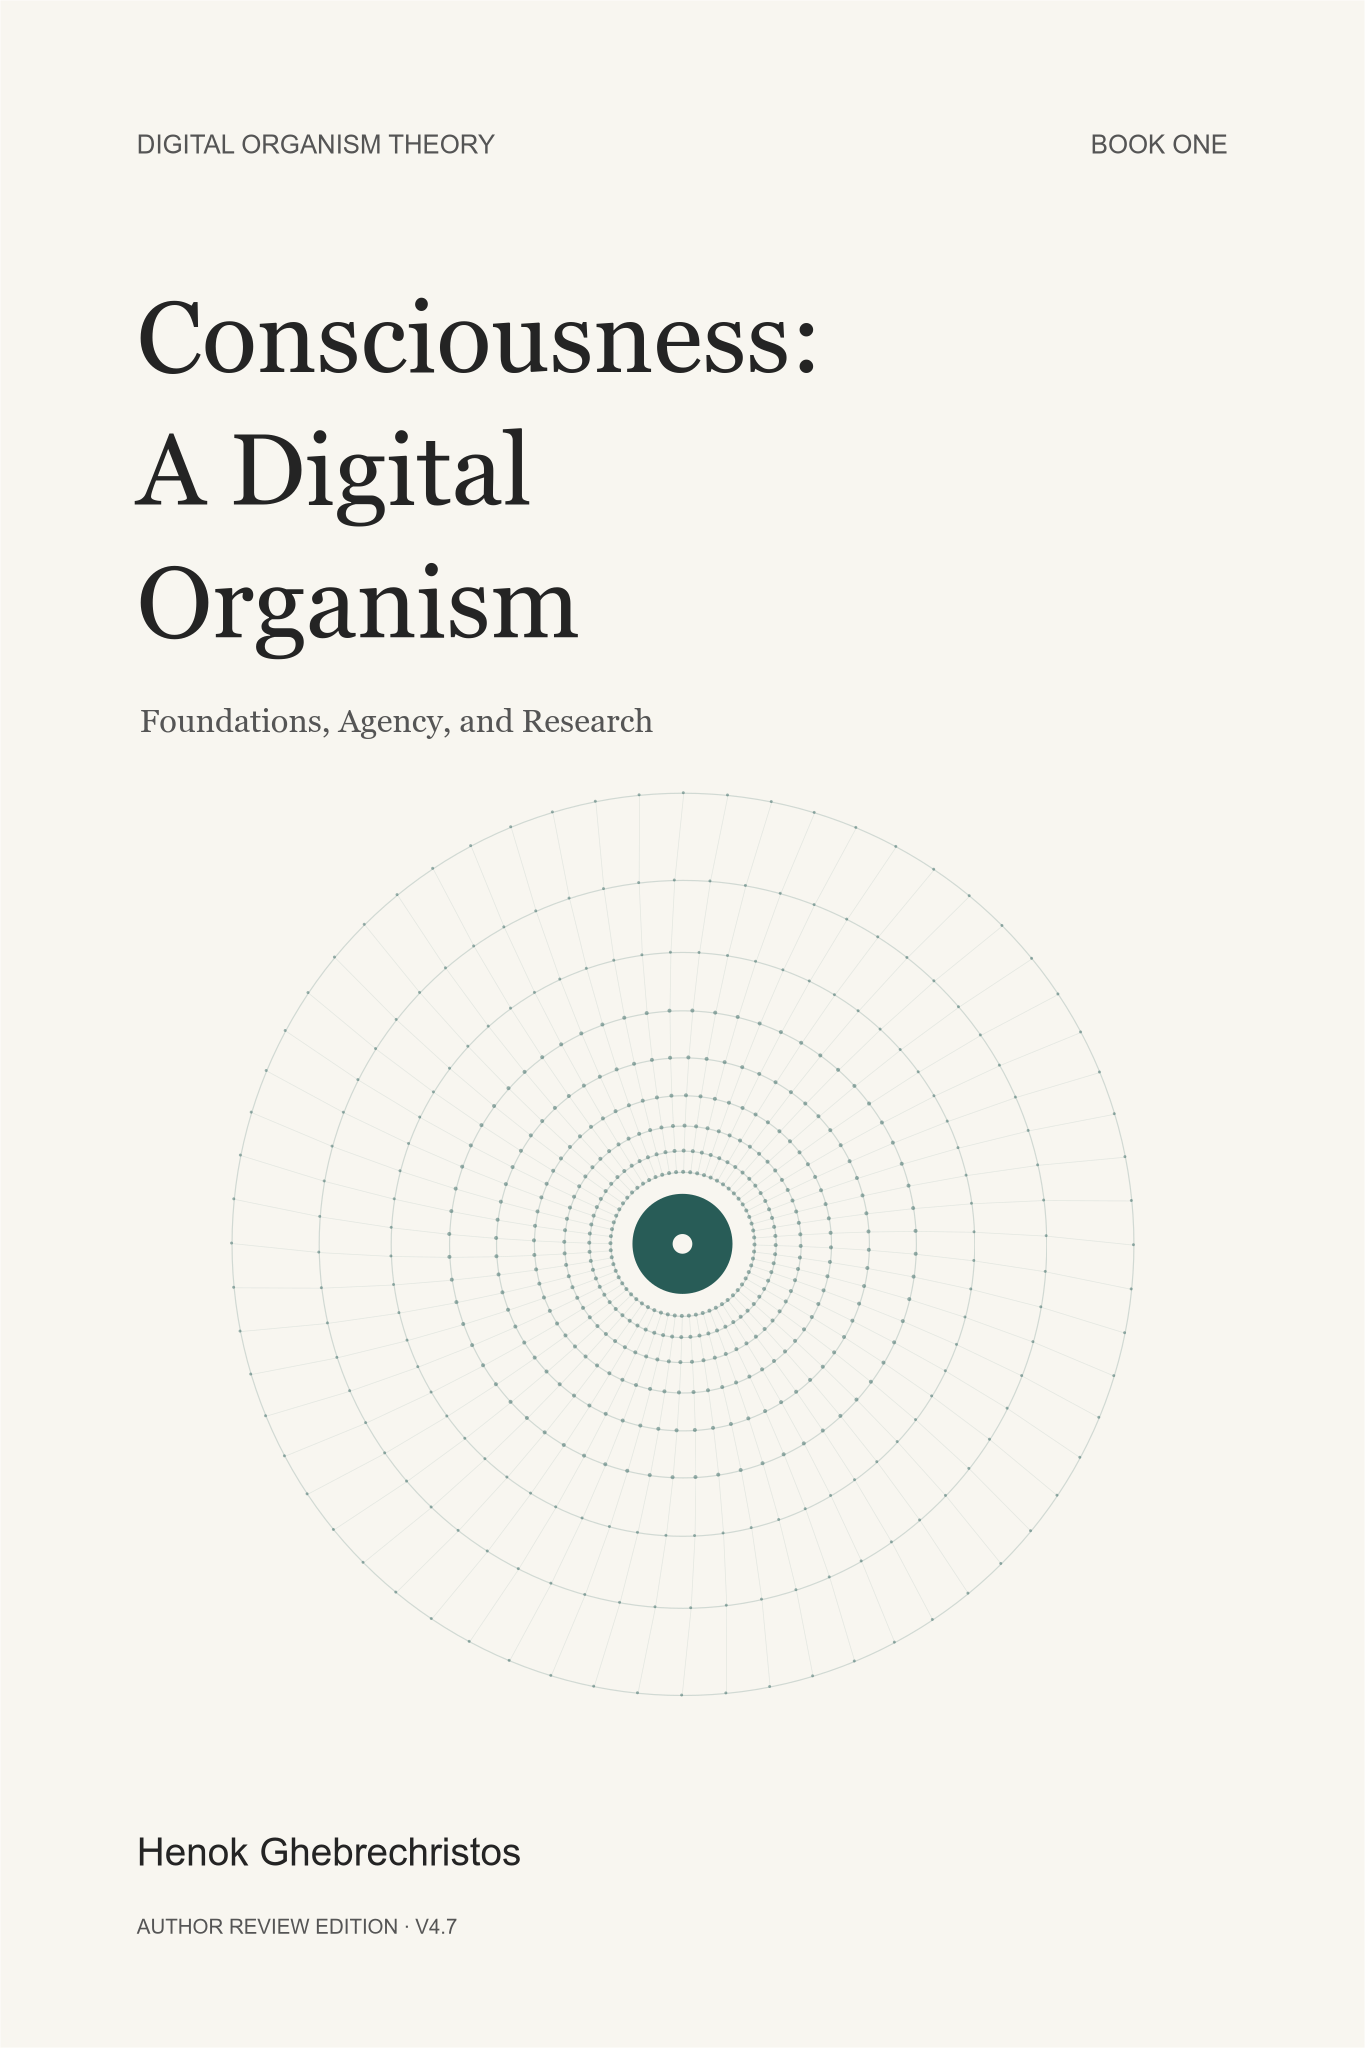 DIGITAL ORGANISM THEORY
BOOK ONE
Consciousness:
A Digital
Organism
Foundations, Agency, and Research
Henok Ghebrechristos
AUTHOR REVIEW EDITION · V4.7